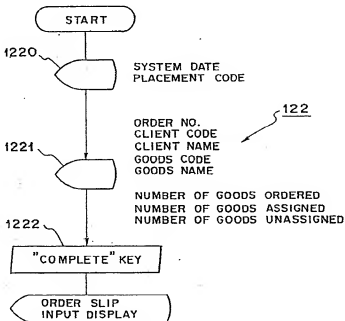 START
1220
SYSTEM DATE
PLACEMENT CODE
ORDER NO.
CLIENT CODE
CLIENT NAME
GOODS CODE
GOODS NAME
122
1221
NUMBER OF GOODS ORDERED
NUMBER OF GOODS ASSIGNED
NUMBER OF GOODS UNASSIGNED
1222
"COMPLETE" KEY
ORDER SLIP
INPUT DISPLAY